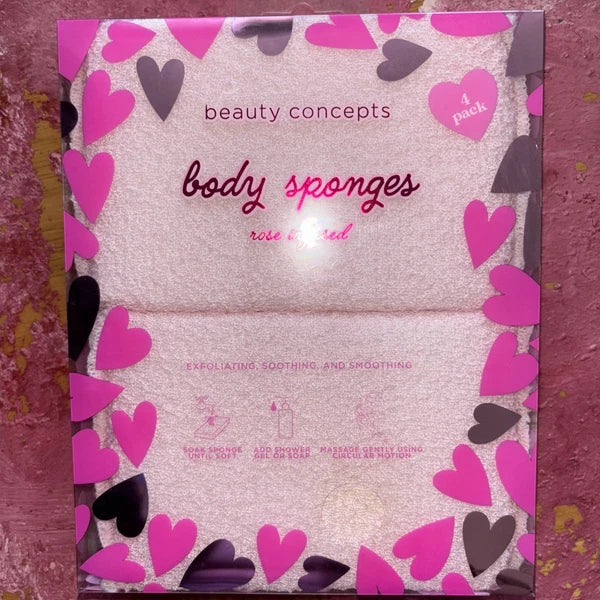 beauty concepts
4
pack
body sponges
rose infused
EXFOLIATING, SOOTHING, AND SMOOTHING
SOAK SPONGE
UNTIL SOFT
ADD SHOWER
GEL OR SOAP
MASSAGE GENTLY USING
CIRCULAR MOTION